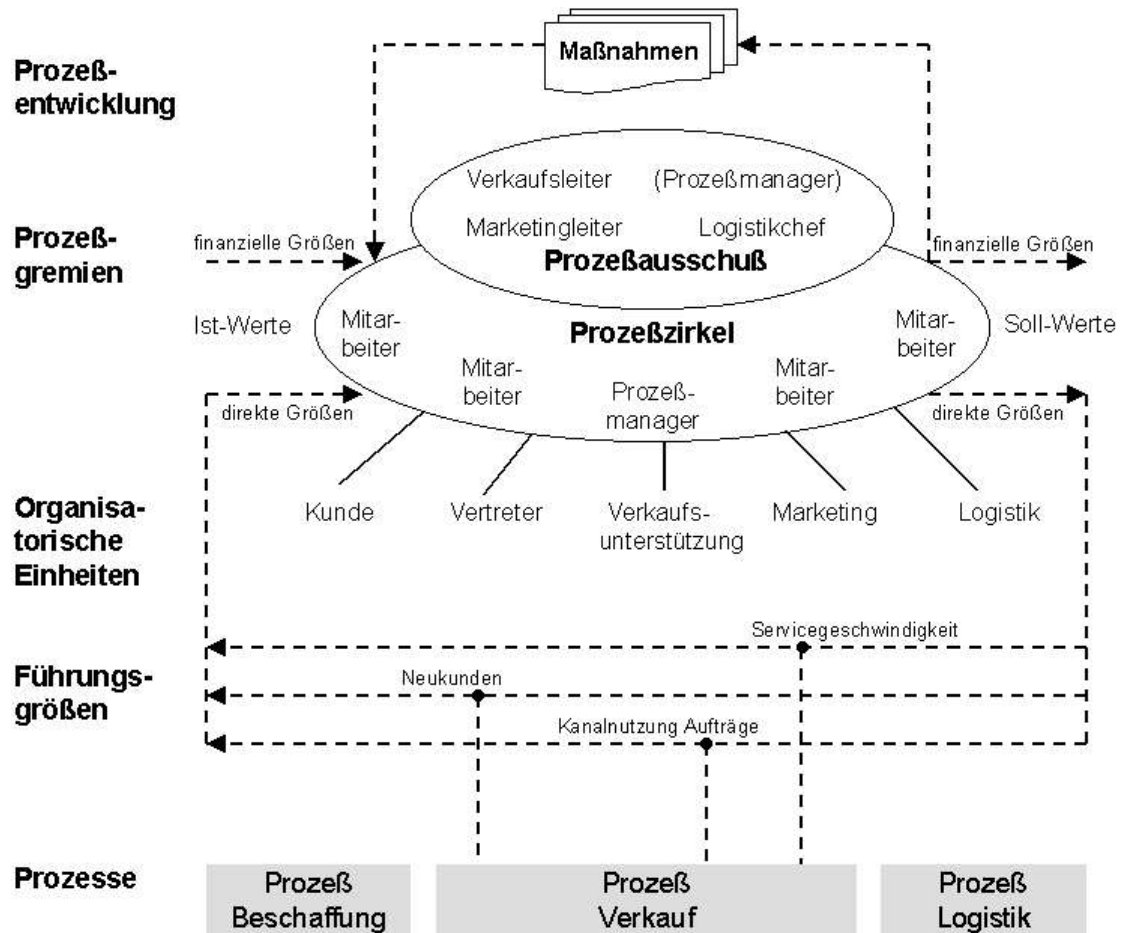 Maßnahmen
Prozeß-
entwicklung
Verkaufsleiter (Prozeßmanager)
Marketingleiter Logistikchef
Prozeßausschuß
Prozeß-
gremien
finanzielle Größen
finanzielle Größen
Ist-Werte
Mitar-
beiter
Prozeßzirkel
Mitar-
beiter
Soll-Werte
Mitar-
beiter
Prozeß-
manager
Mitar-
beiter
direkte Größen
direkte Größen
Organisa-
torische
Einheiten
Kunde
Vertreter
Verkaufs-
unterstützung
Marketing
Logistik
Servicegeschwindigkeit
Führungs-
größen
Neukunden
Kanalnutzung Aufträge
Prozesse
Prozeß
Beschaffung
Prozeß
Verkauf
Prozeß
Logistik